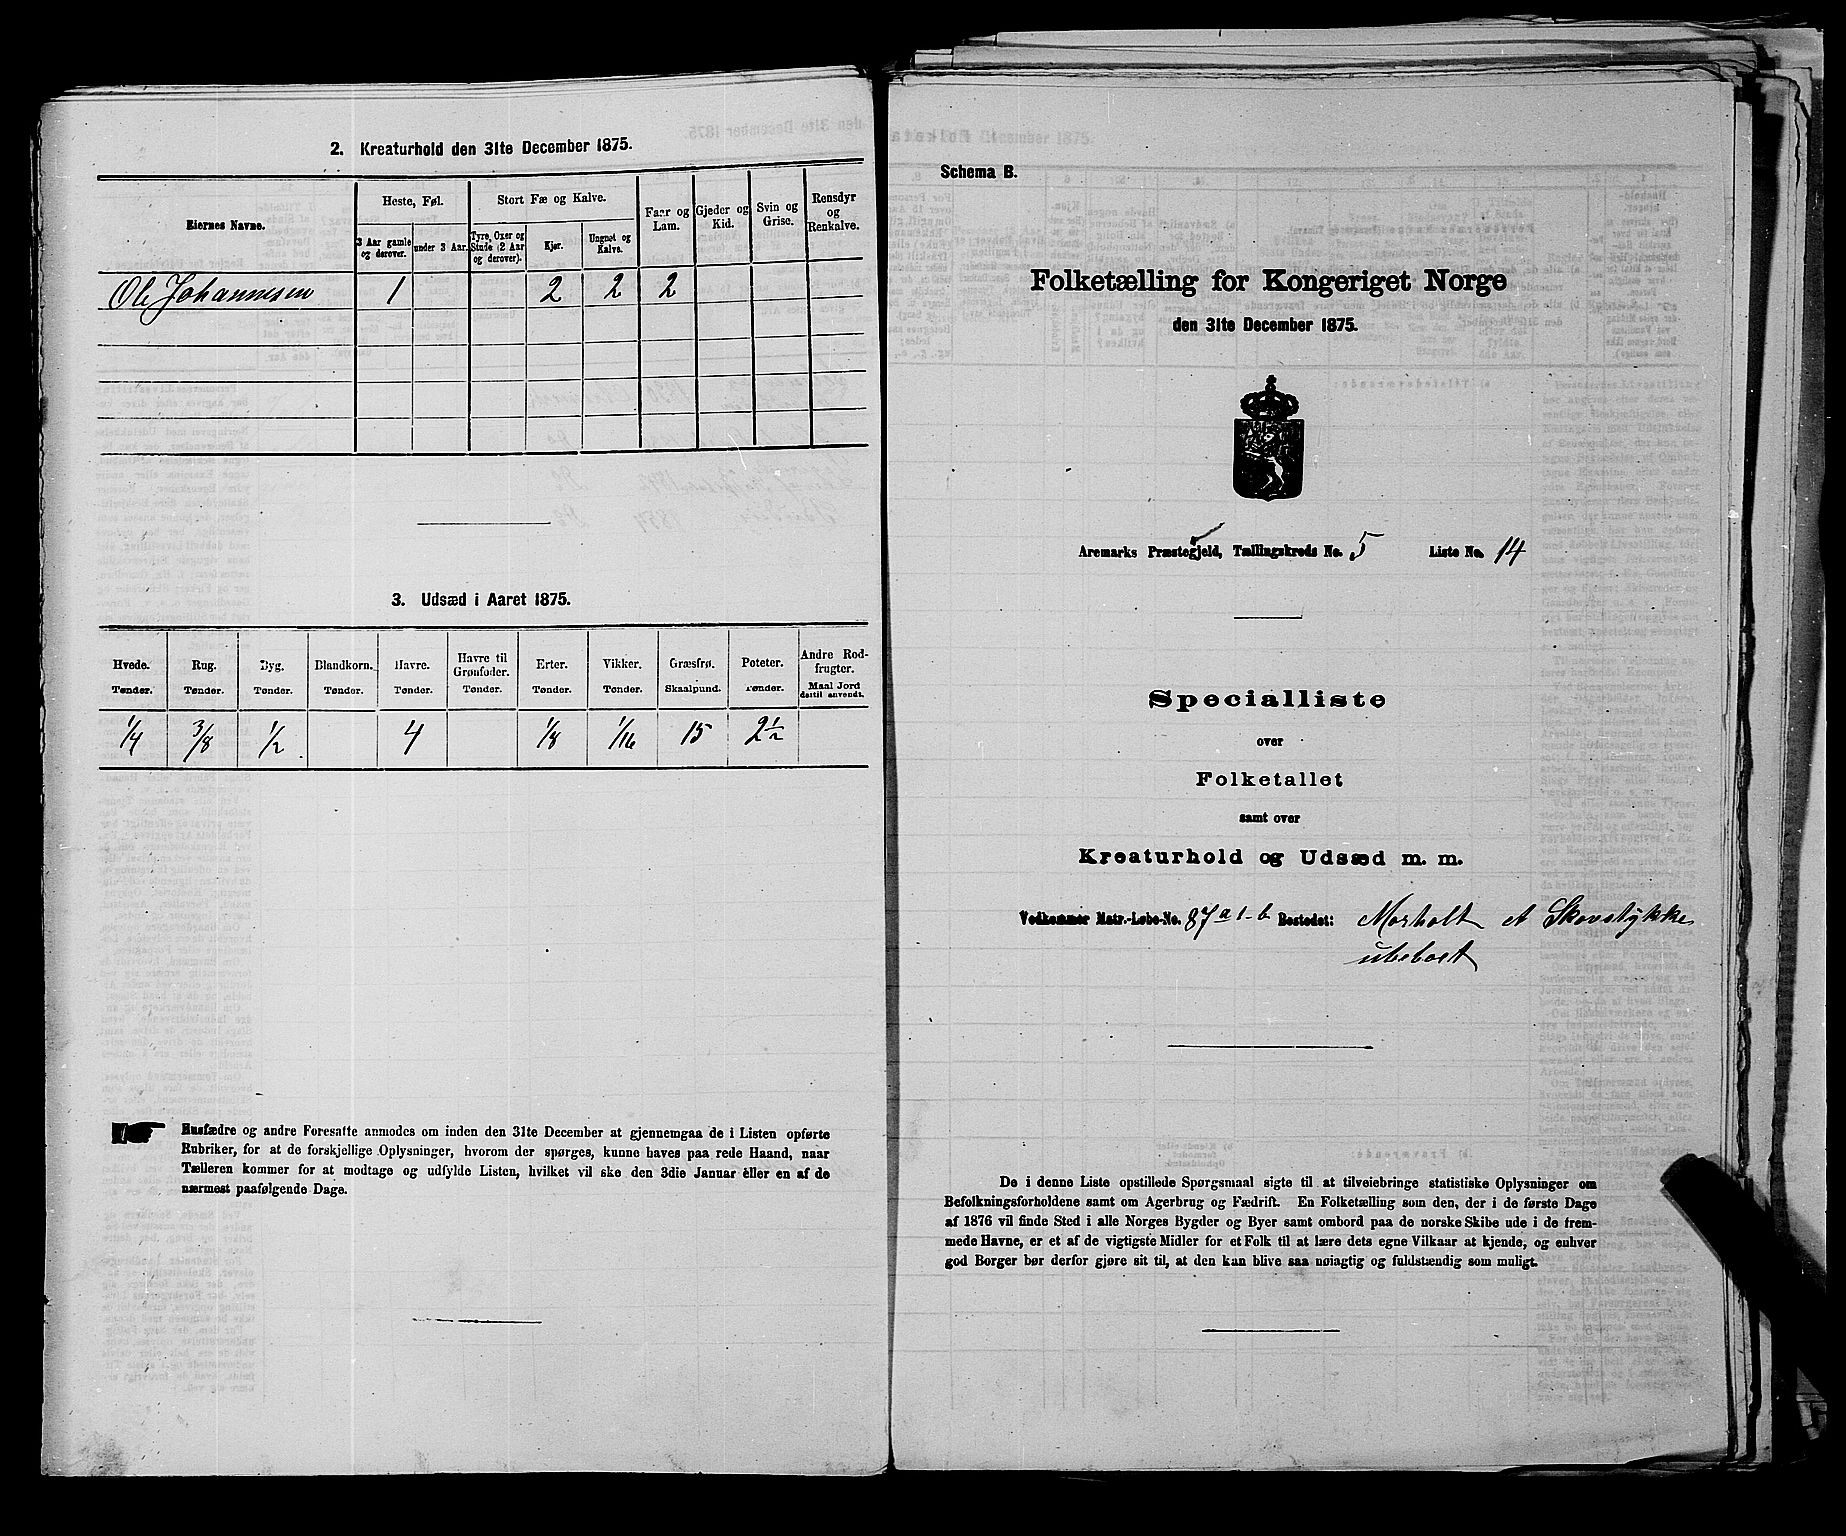 2. Kreaturhold den 31te December 1875.
Eiernes Navne.
Heste, Føl.
Stort Fæ og Kalve.
Faar og Lam.
Gjeder og Kid.
Svin og Grise.
Rensdyr og Renkalve.
3 Aar gamle og derover.
under 3 Aar.
Tyre, Oxer og Stude (2 Aar og derover).
Kjør.
Ungnøt og Kalve.
Ole Johannesen 1 2 2 2
3. Udsæd i Aaret 1875.
Hvede. Rug. Byg. Blandkorn. Havre. Havre til Grønfoder. Erter. Vikker. Græsfrø. Poteter. Andre Rodfrugter.
Tønder. Tønder. Tønder. Tønder. Tønder. Tønder. Tønder. Tønder. Skaalpund. Tønder. Maal Jord dertil anvendt.
1/4 3/8 1/2 4 1/8 1/16 15 2 1/2
Husfædre og andre Foresatte anmodes om inden den 31te December at gjennemgaa de i Listen opførte
Rubriker, for at de forskjellige Oplysninger, hvorom der spørges, kunne haves paa rede Haand, naar
Tælleren kommer for at modtage og udfylde Listen, hvilket vil ske den 3die Januar eller en af de
nærmest paafølgende Dage.
Schema B.
Folketælling for Kongeriget Norge
den 31te December 1875.
Aremarks Præstegjeld, Tællingskreds No. 5 Liste No. 14
Specialliste
over
Folketallet
samt over
Kreaturhold og Udsæd m. m.
Vedkommer Matr.-Løbe-No. 87 a 1-b Bostedet: Morholt et Skovstykke
ubeboet
De i denne Liste opstillede Spørgsmaal sigte til at tilveiebringe statistiske Oplysninger om
Befolkningsforholdene samt om Agerbrug og Fædrift. En Folketælling som den, der i de første Dage
af 1876 vil finde Sted i alle Norges Bygder og Byer samt ombord paa de norske Skibe ude i de frem-
mede Havne, er et af de vigtigste Midler for et Folk til at lære dets egne Vilkaar at kjende, og enhver
god Borger bør derfor gjøre sit til, at den kan blive saa nøiagtig og fuldstændig som muligt.